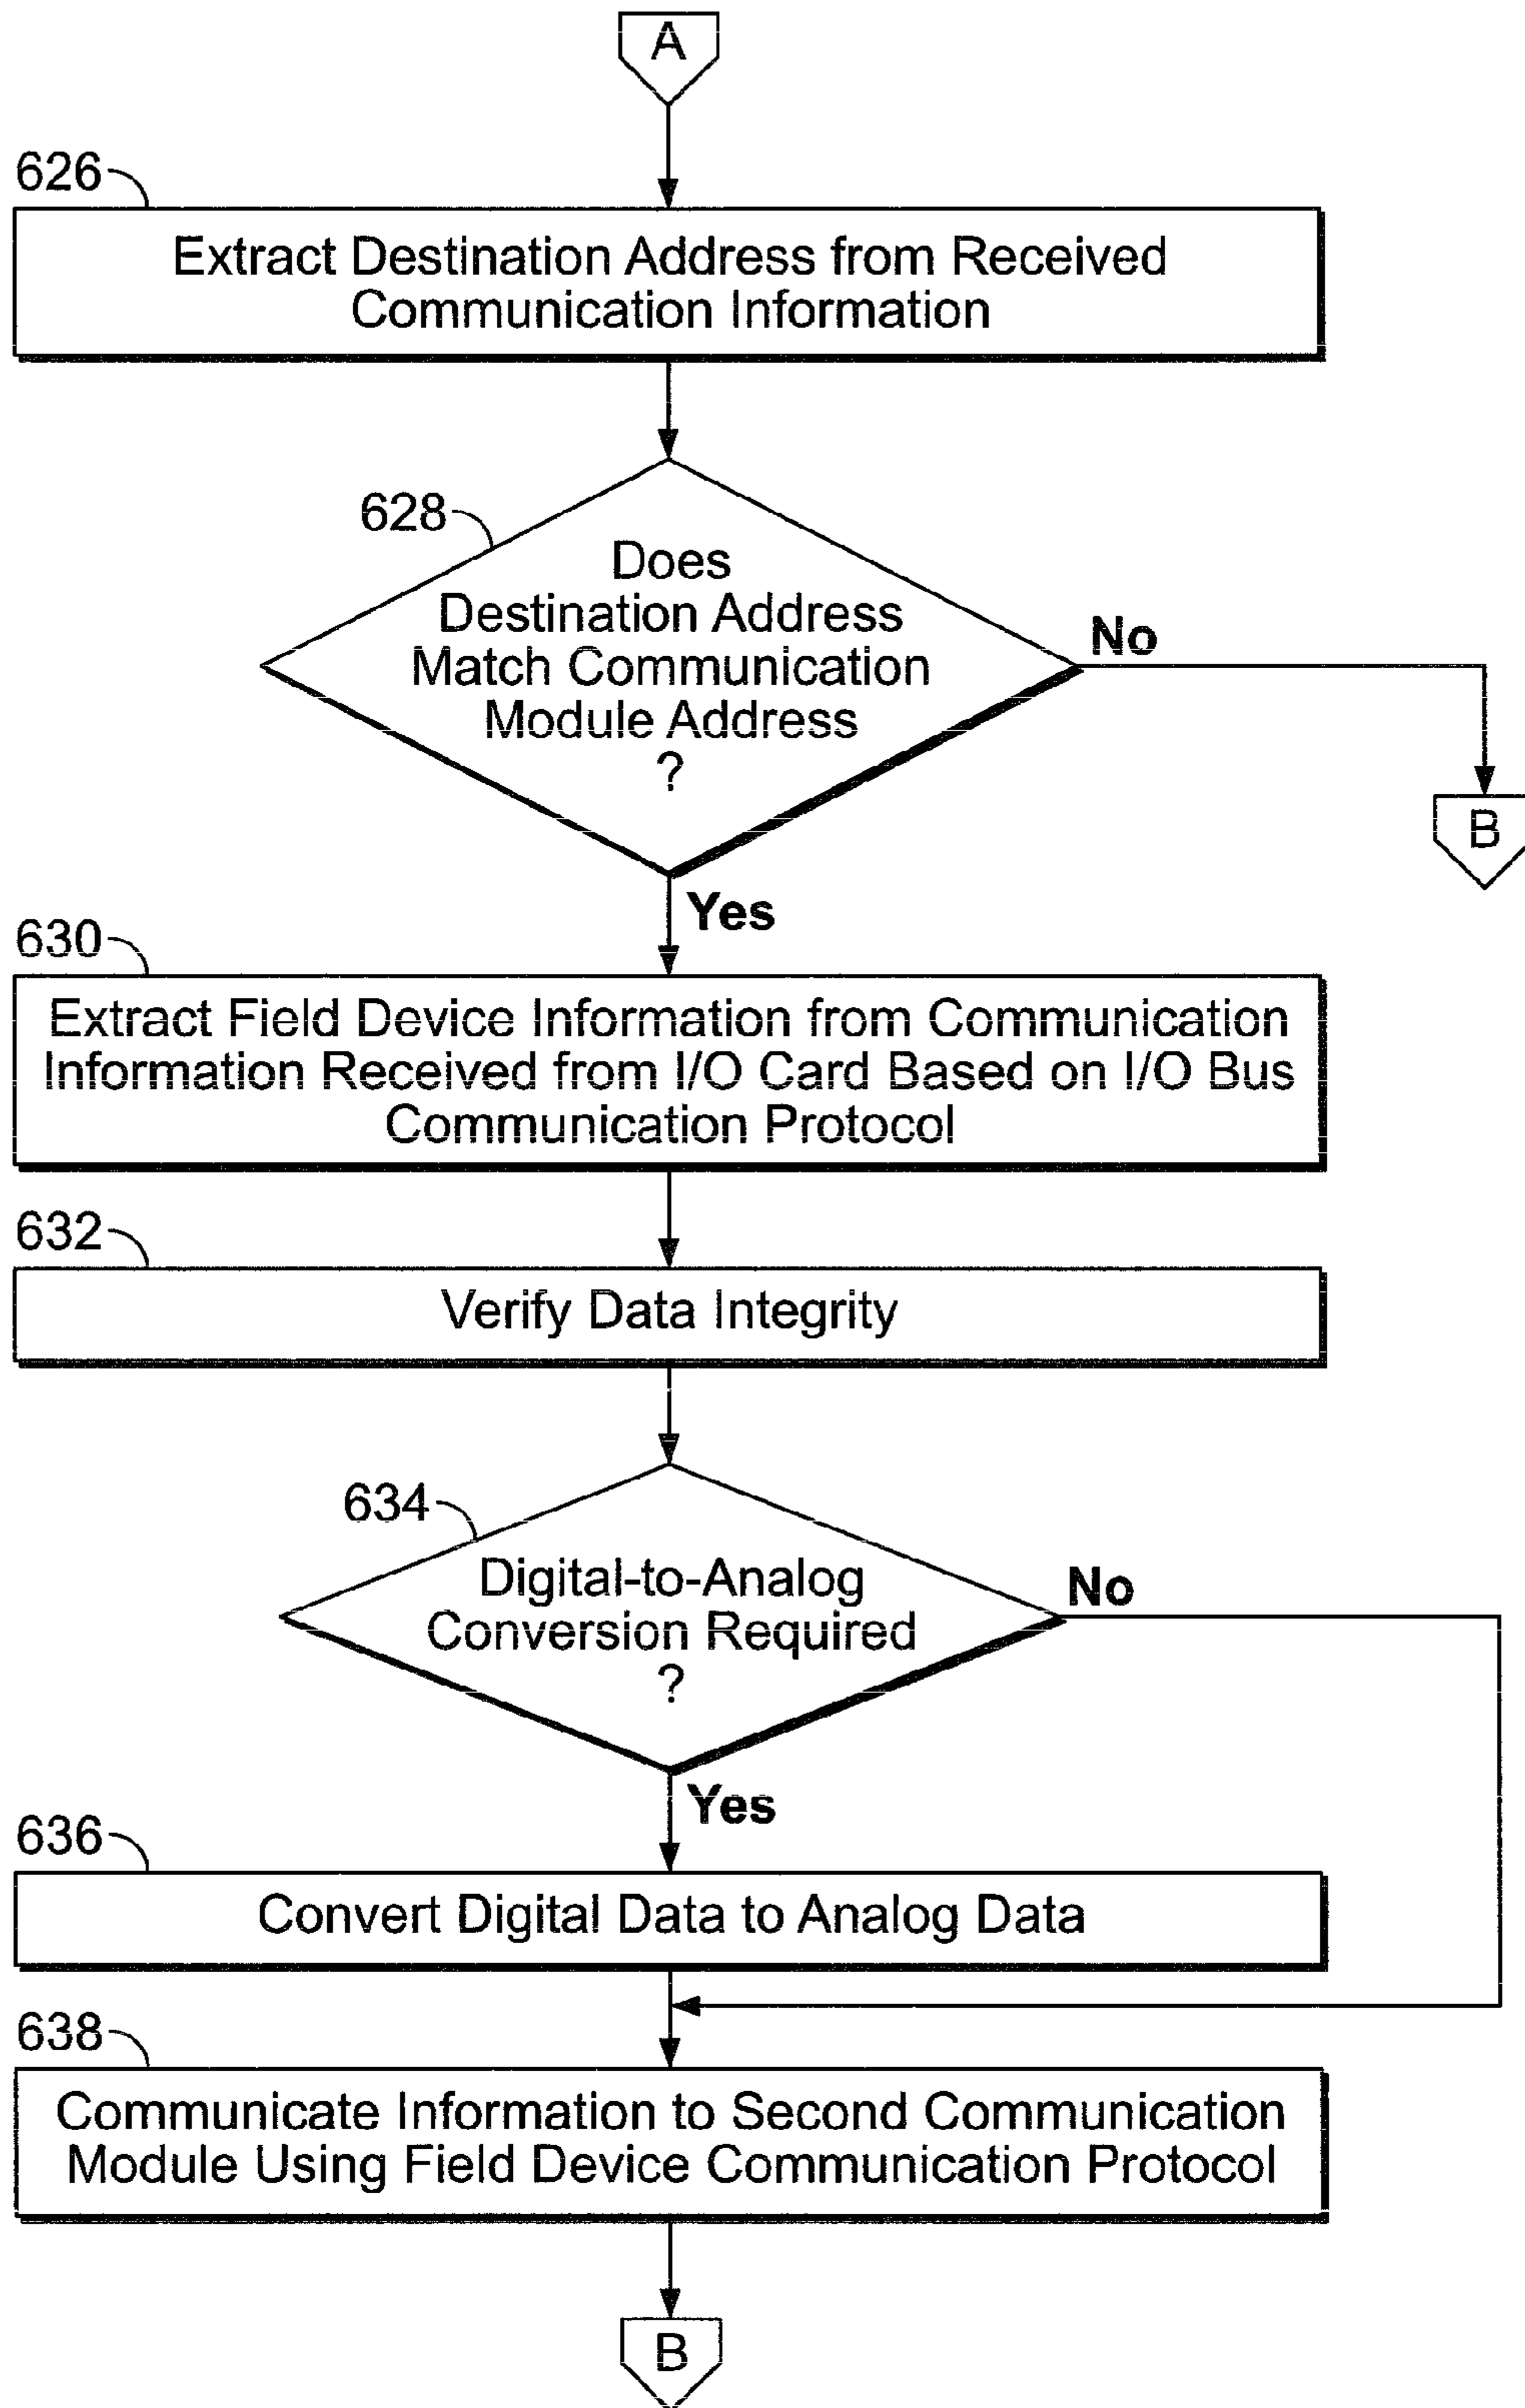 A
626
Extract Destination Address from Received
Communication Information
628
Does
Destination Address
Match Communication
Module Address
?
No
B
Yes
630
Extract Field Device Information from Communication
Information Received from I/O Card Based on I/O Bus
Communication Protocol
632
Verify Data Integrity
634
Digital-to-Analog
Conversion Required
?
No
Yes
636
Convert Digital Data to Analog Data
638
Communicate Information to Second Communication
Module Using Field Device Communication Protocol
B